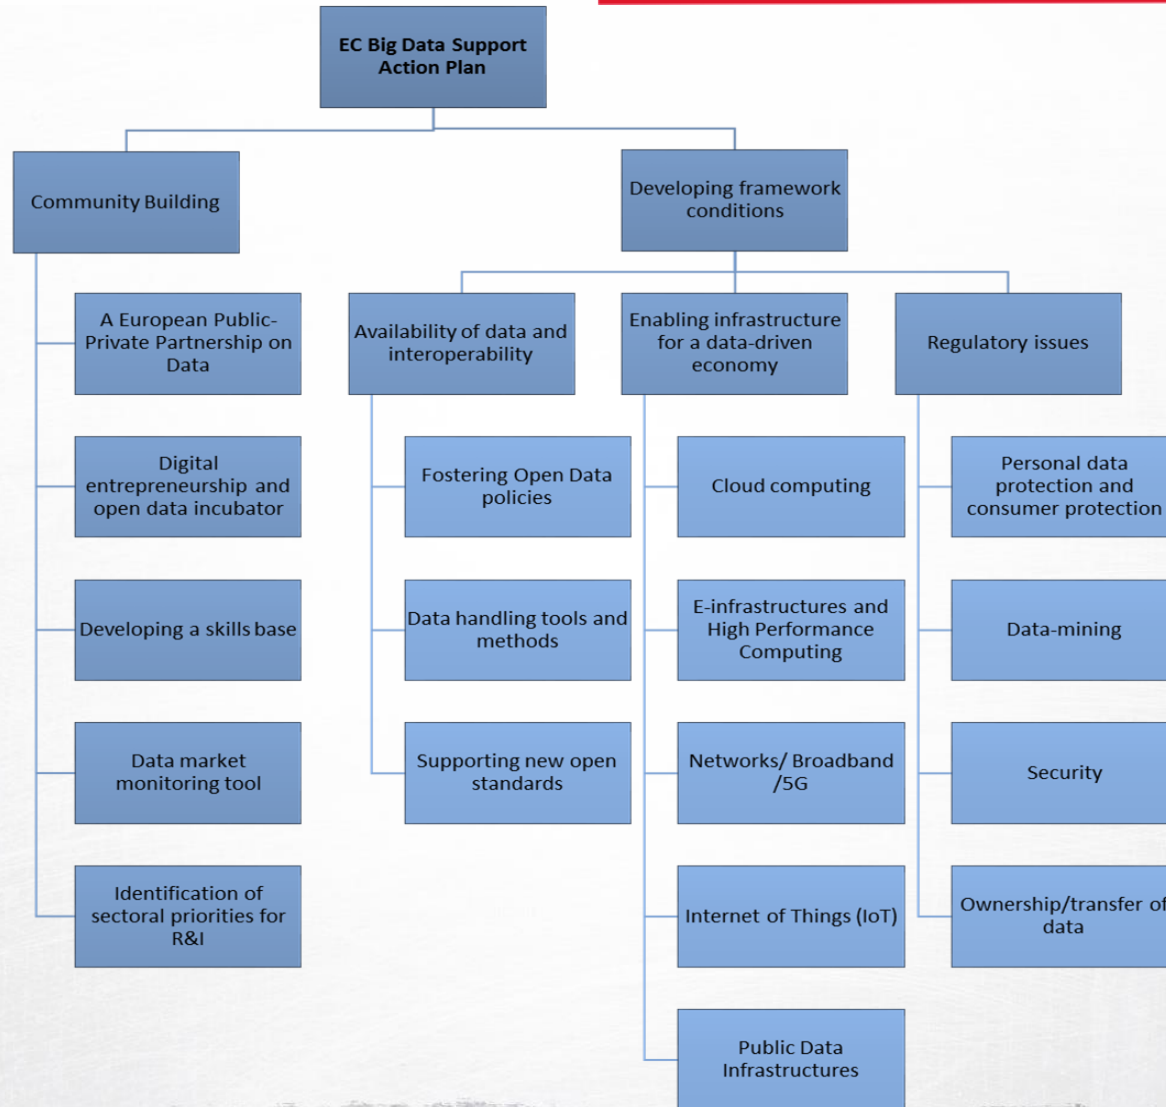 EC Big Data Support
Action Plan
Community Building
Developing framework
conditions
A European Public-
Private Partnership on
Data
Digital
entrepreneurship and
open data incubator
Developing a skills base
Data market
monitoring tool
Identification of
sectoral priorities for
R&I
Availability of data and
interoperability
Fostering Open Data
policies
Data handling tools and
methods
Supporting new open
standards
Enabling infrastructure
for a data-driven
economy
Cloud computing
E-infrastructures and
High Performance
Computing
Networks/ Broadband
/5G
Internet of Things (IoT)
Public Data
Infrastructures
Regulatory issues
Personal data
protection and
consumer protection
Data-mining
Security
Ownership/transfer of
data